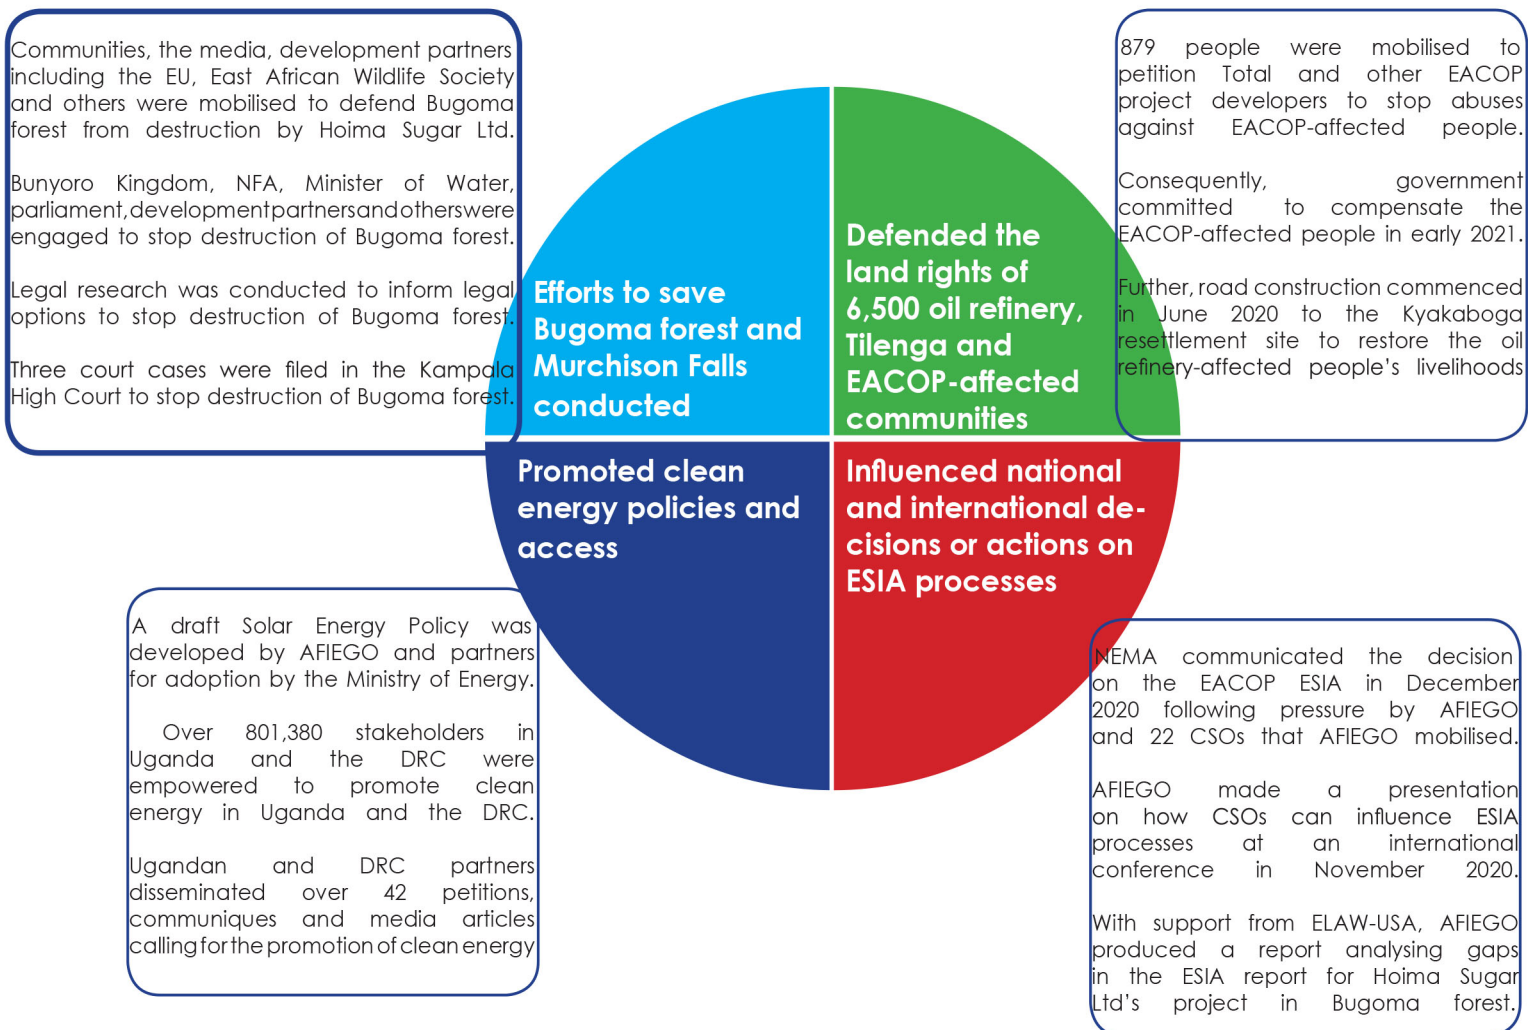 Communities, the media, development partners
including the EU, East African Wildlife Society
and others were mobilised to defend Bugoma
forest from destruction by Hoima Sugar Ltd.
Bunyoro Kingdom, NFA, Minister of Water,
parliament, development partners and others were
engaged to stop destruction of Bugoma forest.
Legal research was conducted to inform legal
options to stop destruction of Bugoma forest.
Three court cases were filed in the Kampala
High Court to stop destruction of Bugoma forest.
Efforts to save
Bugoma forest and
Murchison Falls
conducted
Defended the
land rights of
6,500 oil refinery,
Tilenga and
EACOP-affected
communities
879 people were mobilised to
petition Total and other EACOP
project developers to stop abuses
against EACOP-affected people.
Consequently, government
committed to compensate the
EACOP-affected people in early 2021.
Further, road construction commenced
in June 2020 to the Kyakaboga
resettlement site to restore the oil
refinery-affected people's livelihoods
Promoted clean
energy policies and
access
Influenced national
and international de-
cisions or actions on
ESIA processes
A draft Solar Energy Policy was
developed by AFIEGO and partners
for adoption by the Ministry of Energy.
Over 801,380 stakeholders in
Uganda and the DRC were
empowered to promote clean
energy in Uganda and the DRC.
Ugandan and DRC partners
disseminated over 42 petitions,
communiques and media articles
calling for the promotion of clean energy
NEMA communicated the decision
on the EACOP ESIA in December
2020 following pressure by AFIEGO
and 22 CSOs that AFIEGO mobilised.
AFIEGO made a presentation
on how CSOs can influence ESIA
processes at an international
conference in November 2020.
With support from ELAW-USA, AFIEGO
produced a report analysing gaps
in the ESIA report for Hoima Sugar
Ltd's project in Bugoma forest.